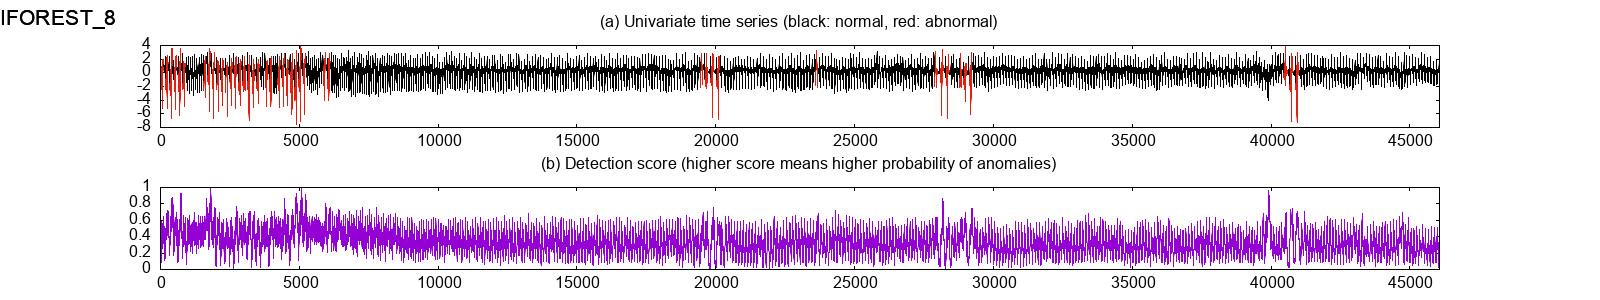 IFOREST_8
(a) Univariate time series (black: normal, red: abnormal)
4
2
0
-2
-4
-6
-8
0 5000 10000 15000 20000 25000 30000 35000 40000 45000
(b) Detection score (higher score means higher probability of anomalies)
1
0.8
0.6
0.4
0.2
0
0 5000 10000 15000 20000 25000 30000 35000 40000 45000